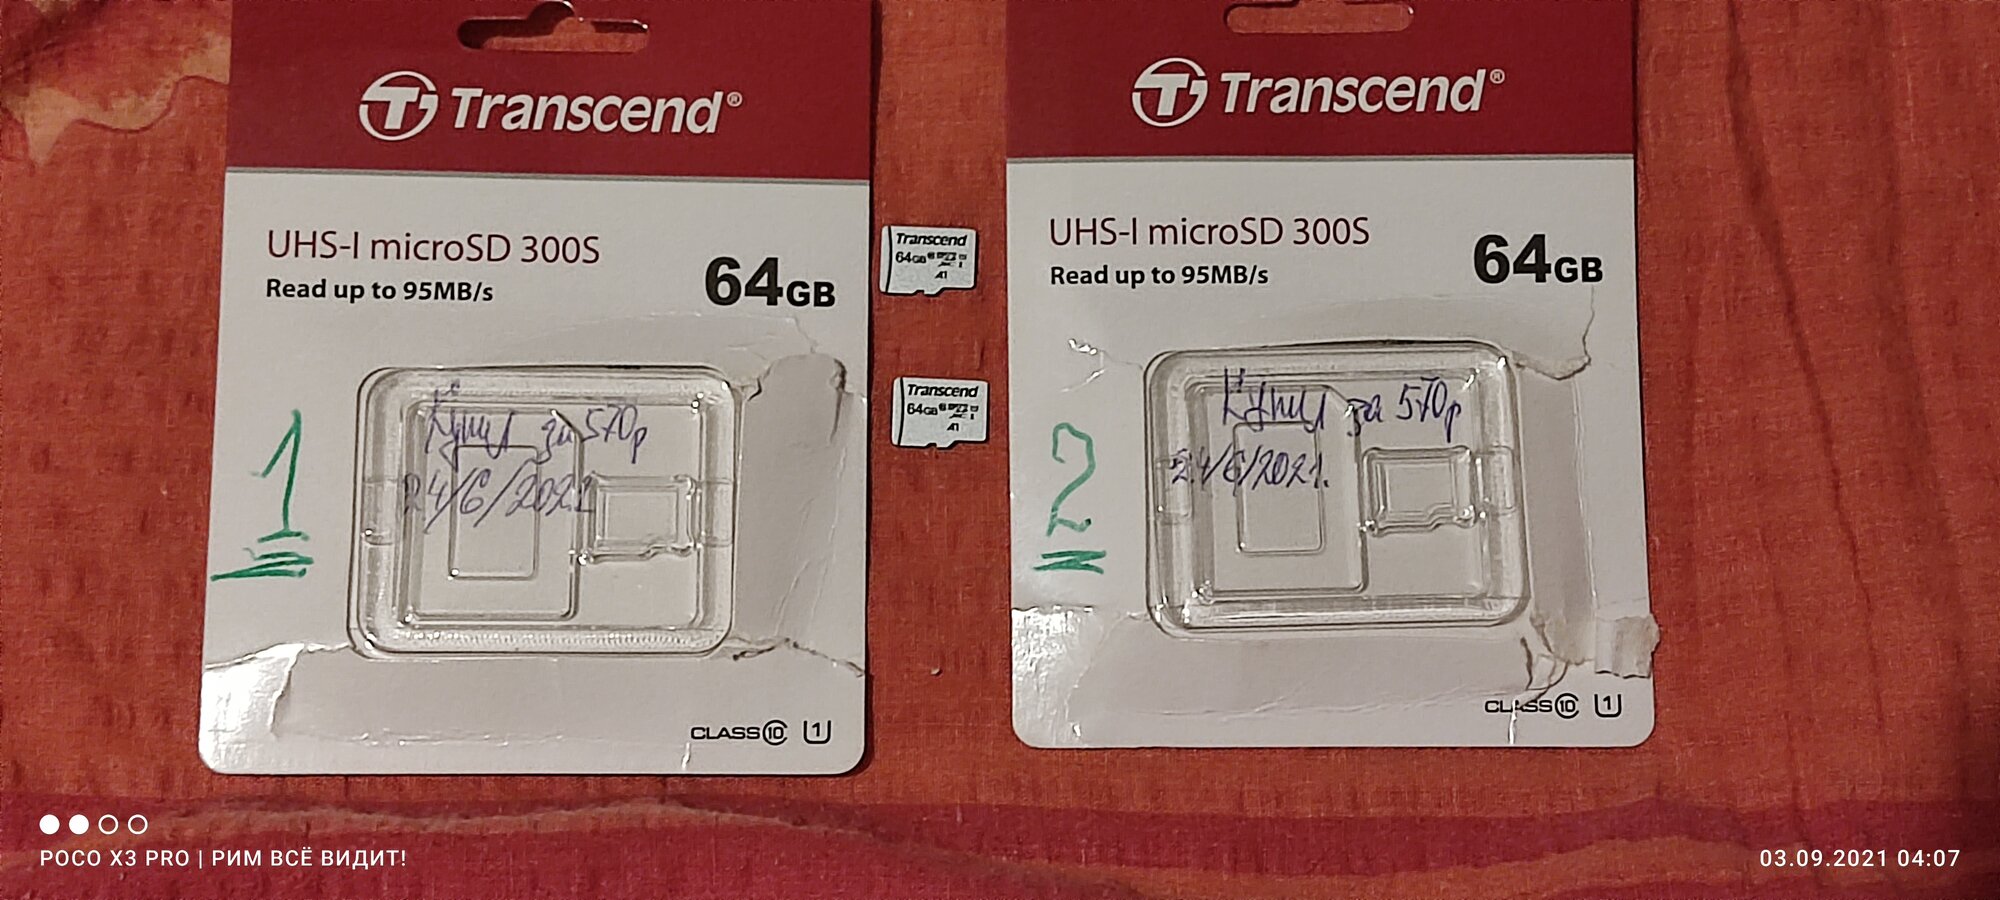 Transcend®
UHS-I microSD 300S
Read up to 95MB/s
64GB
1
Купил за 570р
24/6/2021
CLASS 10 U1
Transcend
64GB
A1
Transcend
64GB
A1
Transcend®
UHS-I microSD 300S
Read up to 95MB/s
64GB
2
Купил за 570р
24/6/2021.
CLASS 10 U1
POCO X3 PRO | РИМ ВСЁ ВИДИТ!
03.09.2021 04:07